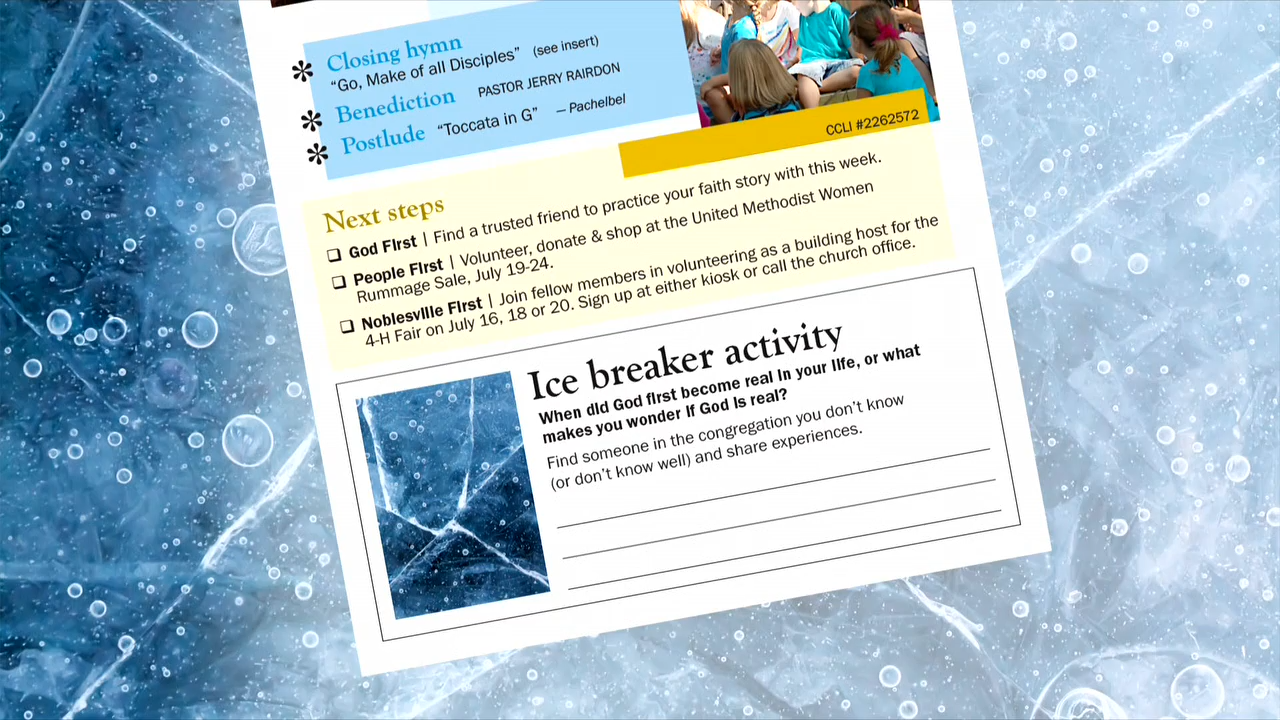 * Closing hymn
"Go, Make of all Disciples" (see insert)
* Benediction PASTOR JERRY RAIRDON
* Postlude "Toccata in G" – Pachelbel
CCLI #2262572
Next steps
❑ God First | Find a trusted friend to practice your faith story with this week.
❑ People First | Volunteer, donate & shop at the United Methodist Women
Rummage Sale, July 19-24.
❑ Noblesville First | Join fellow members in volunteering as a building host for the
4-H Fair on July 16, 18 or 20. Sign up at either kiosk or call the church office.
Ice breaker activity
When did God first become real in your life, or what
makes you wonder if God is real?
Find someone in the congregation you don't know
(or don't know well) and share experiences.